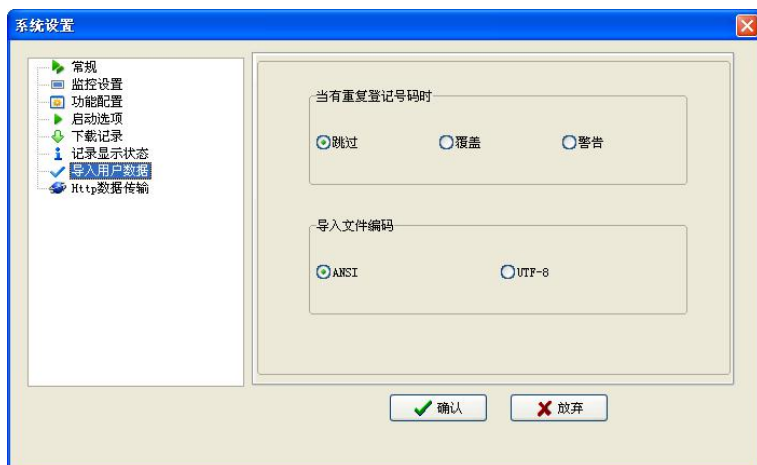 系统设置
常规
监控设置
功能配置
启动选项
下载记录
记录显示状态
导入用户数据
Http数据传输
当有重复登记号码时
跳过 覆盖 警告
导入文件编码
ANSI UTF-8
确认 放弃